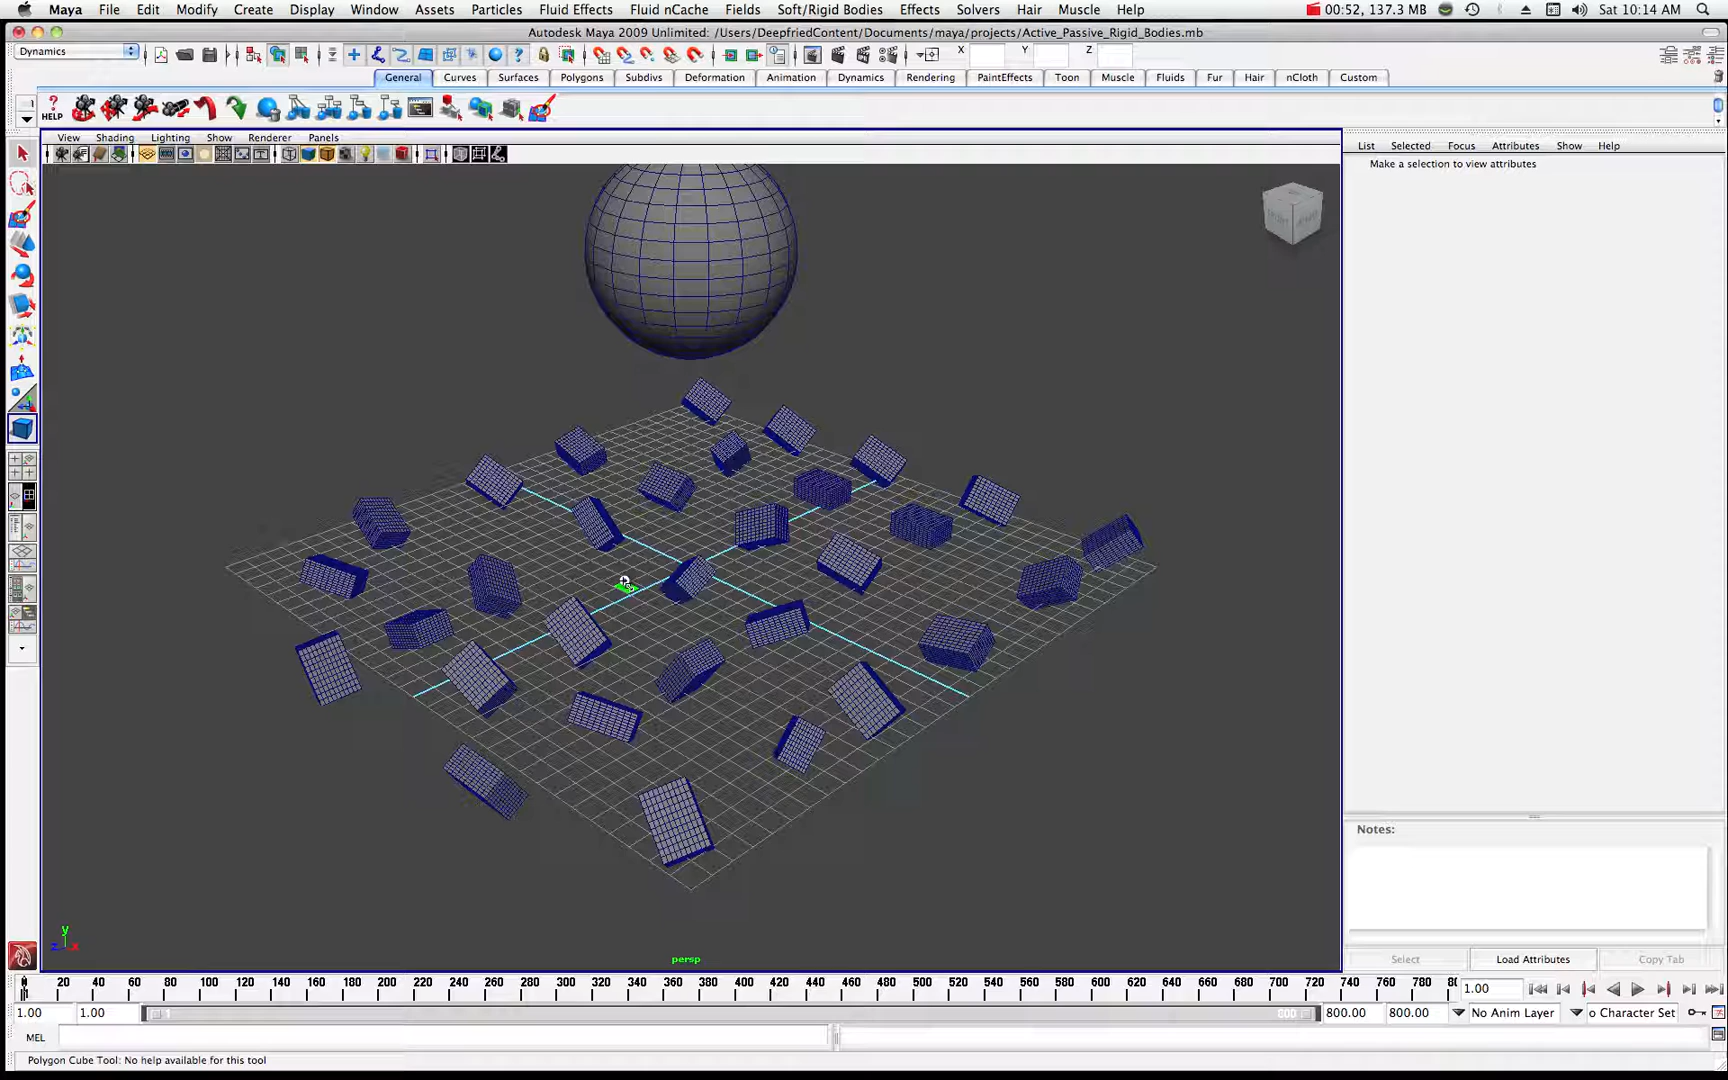 Maya File Edit Modify Create Display Window Assets Particles Fluid Effects Fluid nCache Fields Soft/Rigid Bodies Effects Solvers Hair Muscle Help 00:52, 137.3 MB Sat 10:14 AM
Autodesk Maya 2009 Unlimited: /Users/DeepfriedContent/Documents/maya/projects/Active_Passive_Rigid_Bodies.mb
Dynamics X Y Z
General Curves Surfaces Polygons Subdivs Deformation Animation Dynamics Rendering PaintEffects Toon Muscle Fluids Fur Hair nCloth Custom
? HELP
View Shading Lighting Show Renderer Panels
List Selected Focus Attributes Show Help
Make a selection to view attributes
Notes:
y
z x
persp
Select Load Attributes Copy Tab
20 40 60 80 100 120 140 160 180 200 220 240 260 280 300 320 340 360 380 400 420 440 460 480 500 520 540 560 580 600 620 640 660 680 700 720 740 760 780 80 1.00
1.00 1.00 1 800 800.00 800.00 No Anim Layer o Character Set
MEL
Polygon Cube Tool: No help available for this tool